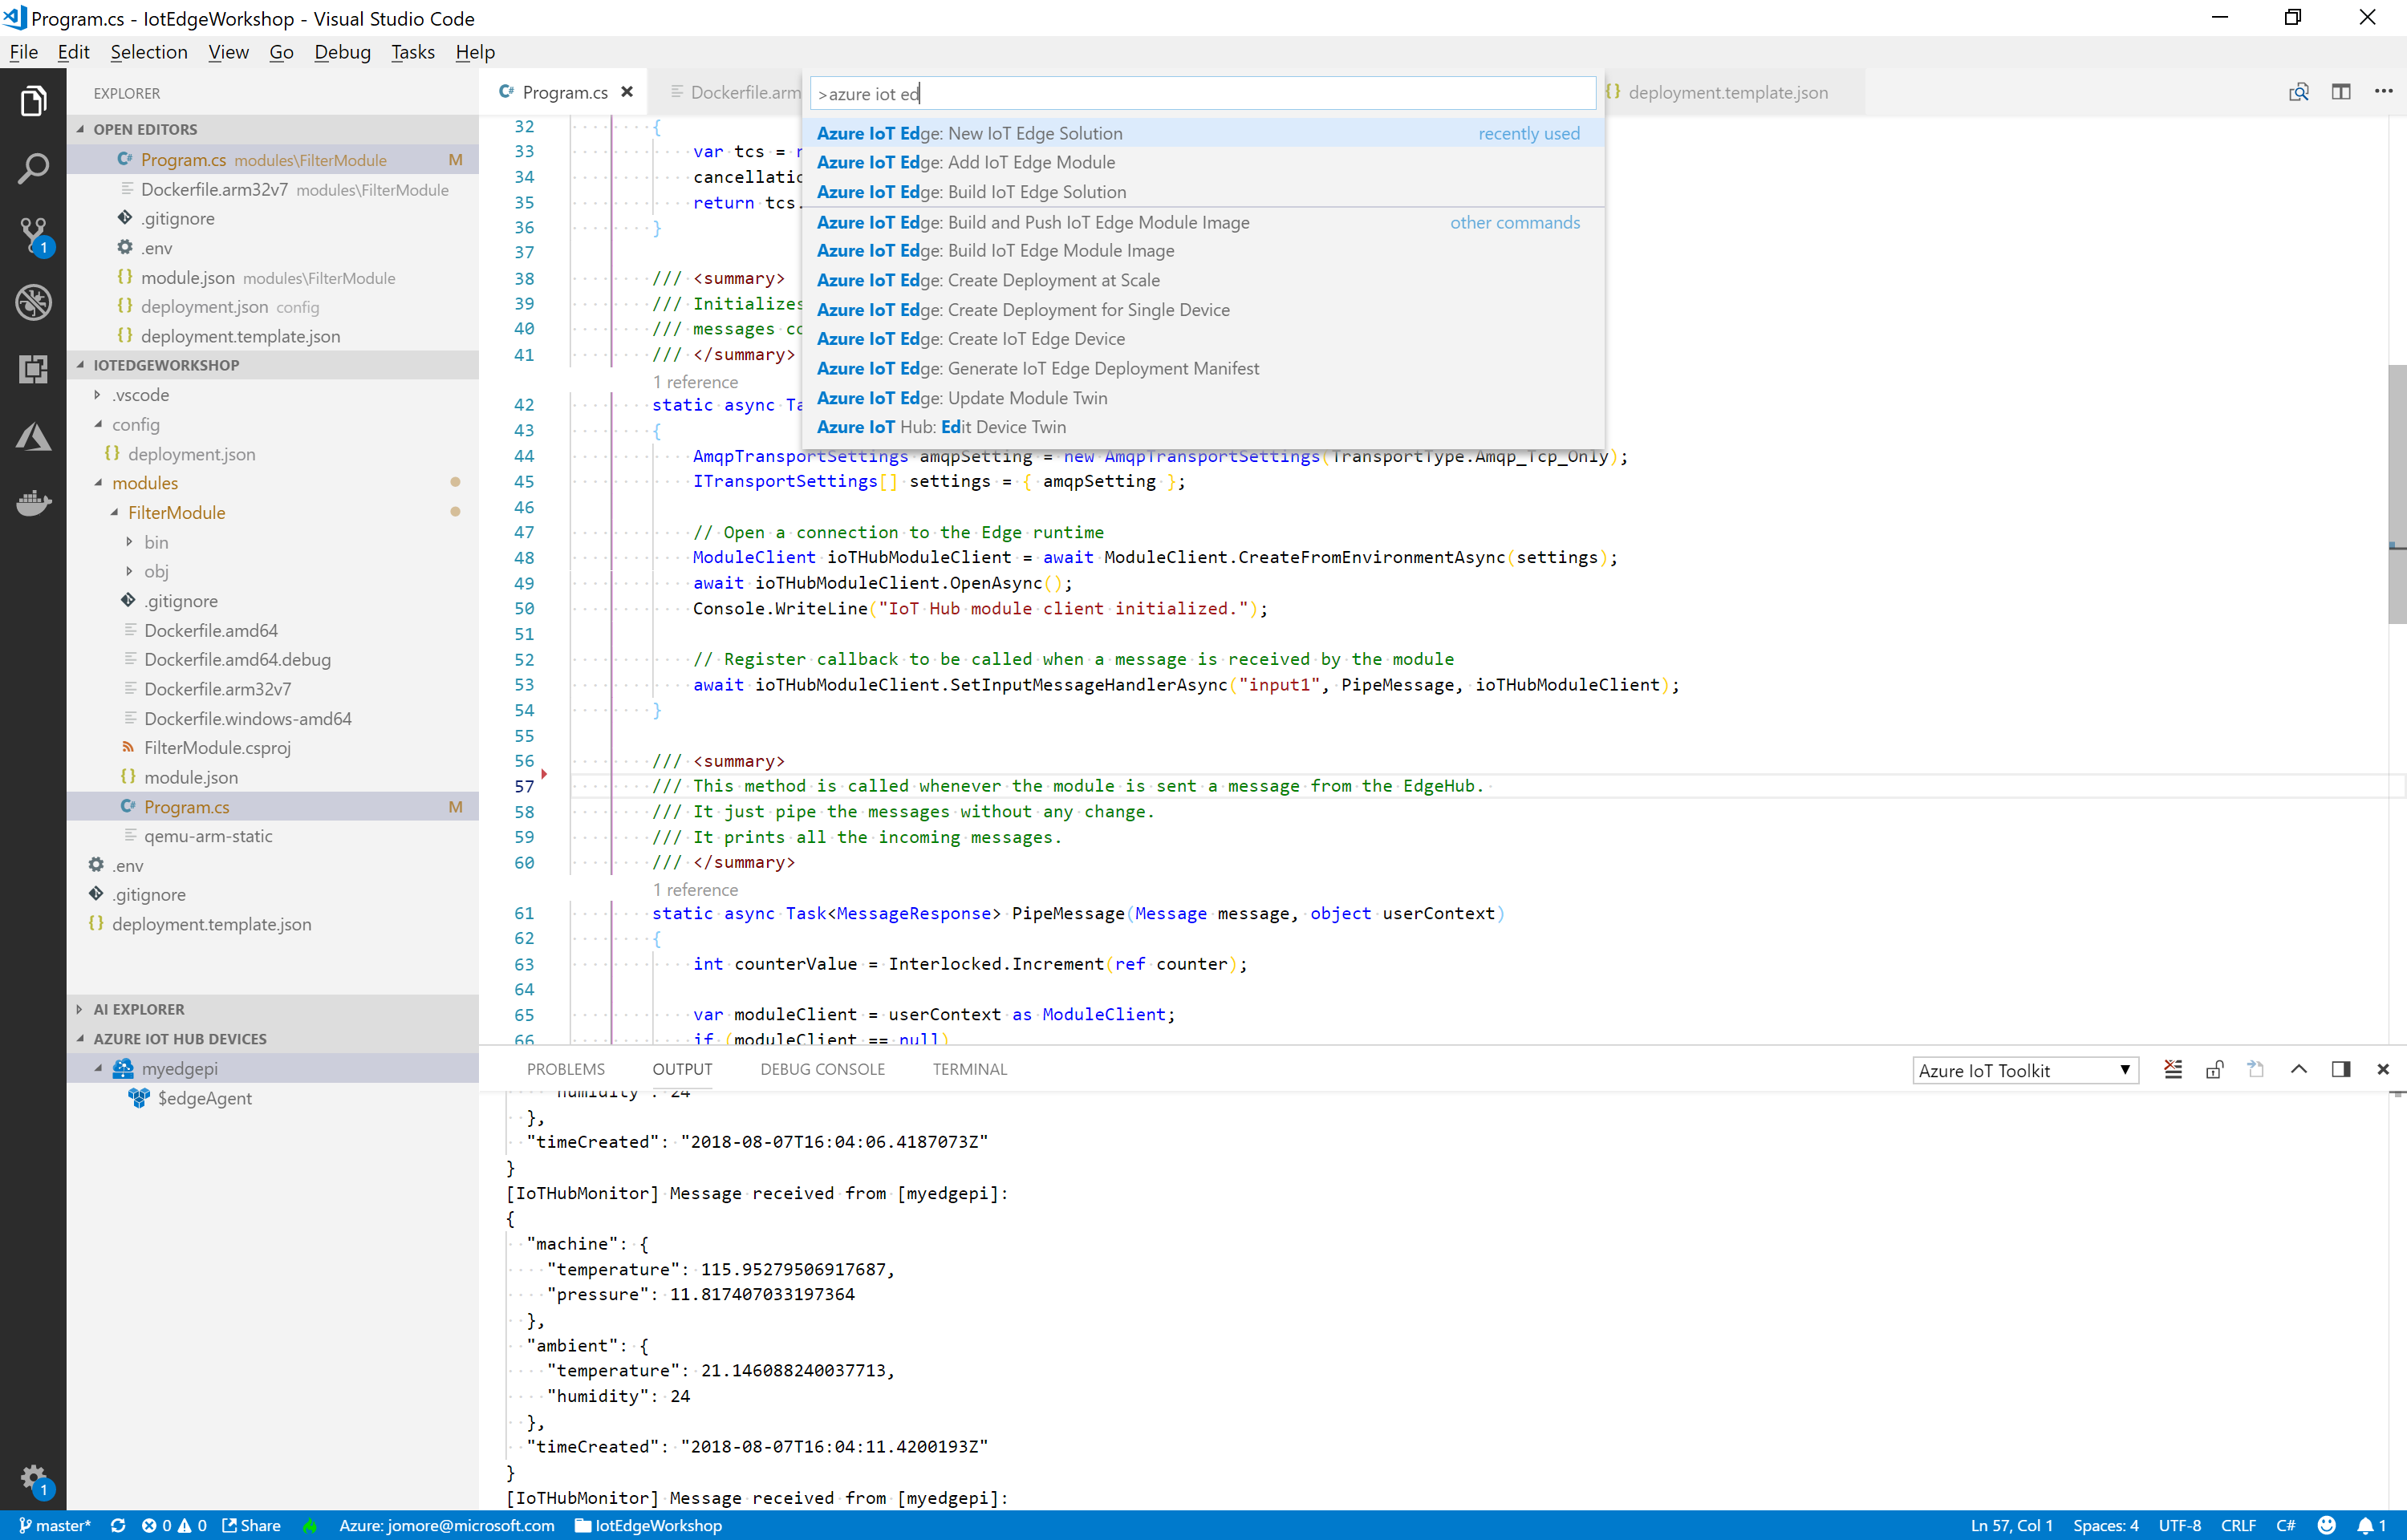 Program.cs - IotEdgeWorkshop - Visual Studio Code
File Edit Selection View Go Debug Tasks Help
EXPLORER
OPEN EDITORS
Program.cs modules\FilterModule M
Dockerfile.arm32v7 modules\FilterModule
.gitignore
.env
module.json modules\FilterModule
deployment.json config
deployment.template.json
IOTEDGEWORKSHOP
.vscode
config
deployment.json
modules
FilterModule
bin
obj
.gitignore
Dockerfile.amd64
Dockerfile.amd64.debug
Dockerfile.arm32v7
Dockerfile.windows-amd64
FilterModule.csproj
module.json
Program.cs M
qemu-arm-static
.env
.gitignore
deployment.template.json
AI EXPLORER
AZURE IOT HUB DEVICES
myedgepi
$edgeAgent
1
1
Program.cs Dockerfile.arm deployment.template.json
>azure iot ed
Azure IoT Edge: New IoT Edge Solution recently used
Azure IoT Edge: Add IoT Edge Module
Azure IoT Edge: Build IoT Edge Solution
Azure IoT Edge: Build and Push IoT Edge Module Image other commands
Azure IoT Edge: Build IoT Edge Module Image
Azure IoT Edge: Create Deployment at Scale
Azure IoT Edge: Create Deployment for Single Device
Azure IoT Edge: Create IoT Edge Device
Azure IoT Edge: Generate IoT Edge Deployment Manifest
Azure IoT Edge: Update Module Twin
Azure IoT Hub: Edit Device Twin
32 {
33 var tcs =
34
35 return tcs.
36 }
37
38 /// <summary>
39 /// Initializes
40 /// messages
41 /// </summary>
1 reference
42 static async
43 {
44 AmqpTransportSettings amqpSetting = new AmqpTransportSettings(TransportType.Amqp_Tcp_Only);
45 ITransportSettings[] settings = { amqpSetting };
46
47 // Open a connection to the Edge runtime
48 ModuleClient ioTHubModuleClient = await ModuleClient.CreateFromEnvironmentAsync(settings);
49 await ioTHubModuleClient.OpenAsync();
50 Console.WriteLine("IoT Hub module client initialized.");
51
52 // Register callback to be called when a message is received by the module
53 await ioTHubModuleClient.SetInputMessageHandlerAsync("input1", PipeMessage, ioTHubModuleClient);
54 }
55
56 /// <summary>
57 /// This method is called whenever the module is sent a message from the EdgeHub.
58 /// It just pipe the messages without any change.
59 /// It prints all the incoming messages.
60 /// </summary>
1 reference
61 static async Task<MessageResponse> PipeMessage(Message message, object userContext)
62 {
63 int counterValue = Interlocked.Increment(ref counter);
64
65 var moduleClient = userContext as ModuleClient;
66 if (moduleClient == null)
PROBLEMS OUTPUT DEBUG CONSOLE TERMINAL Azure IoT Toolkit
"humidity": 24
},
"timeCreated": "2018-08-07T16:04:06.4187073Z"
}
[IoTHubMonitor] Message received from [myedgepi]:
{
"machine": {
"temperature": 115.95279506917687,
"pressure": 11.817407033197364
},
"ambient": {
"temperature": 21.146088240037713,
"humidity": 24
},
"timeCreated": "2018-08-07T16:04:11.4200193Z"
}
[IoTHubMonitor] Message received from [myedgepi]:
master* 0 0 Share Azure: jomore@microsoft.com IotEdgeWorkshop Ln 57, Col 1 Spaces: 4 UTF-8 CRLF C# 1